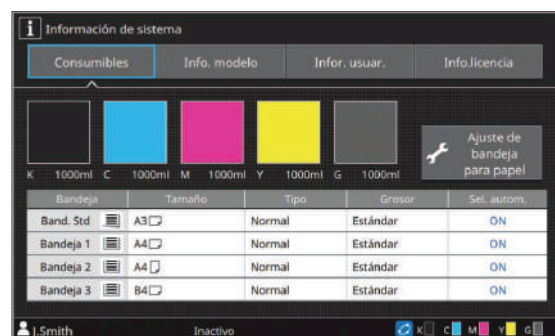 i Información de sistema
Consumibles Info. modelo Infor. usuar. Info.licencia
K 1000ml C 1000ml M 1000ml Y 1000ml G 1000ml
Ajuste de
bandeja
para papel
Bandeja Tamaño Tipo Grosor Sel. autom.
Band. Std A3 Normal Estándar ON
Bandeja 1 A4 Normal Estándar ON
Bandeja 2 A4 Normal Estándar ON
Bandeja 3 B4 Normal Estándar ON
J.Smith Inactivo K C M Y G